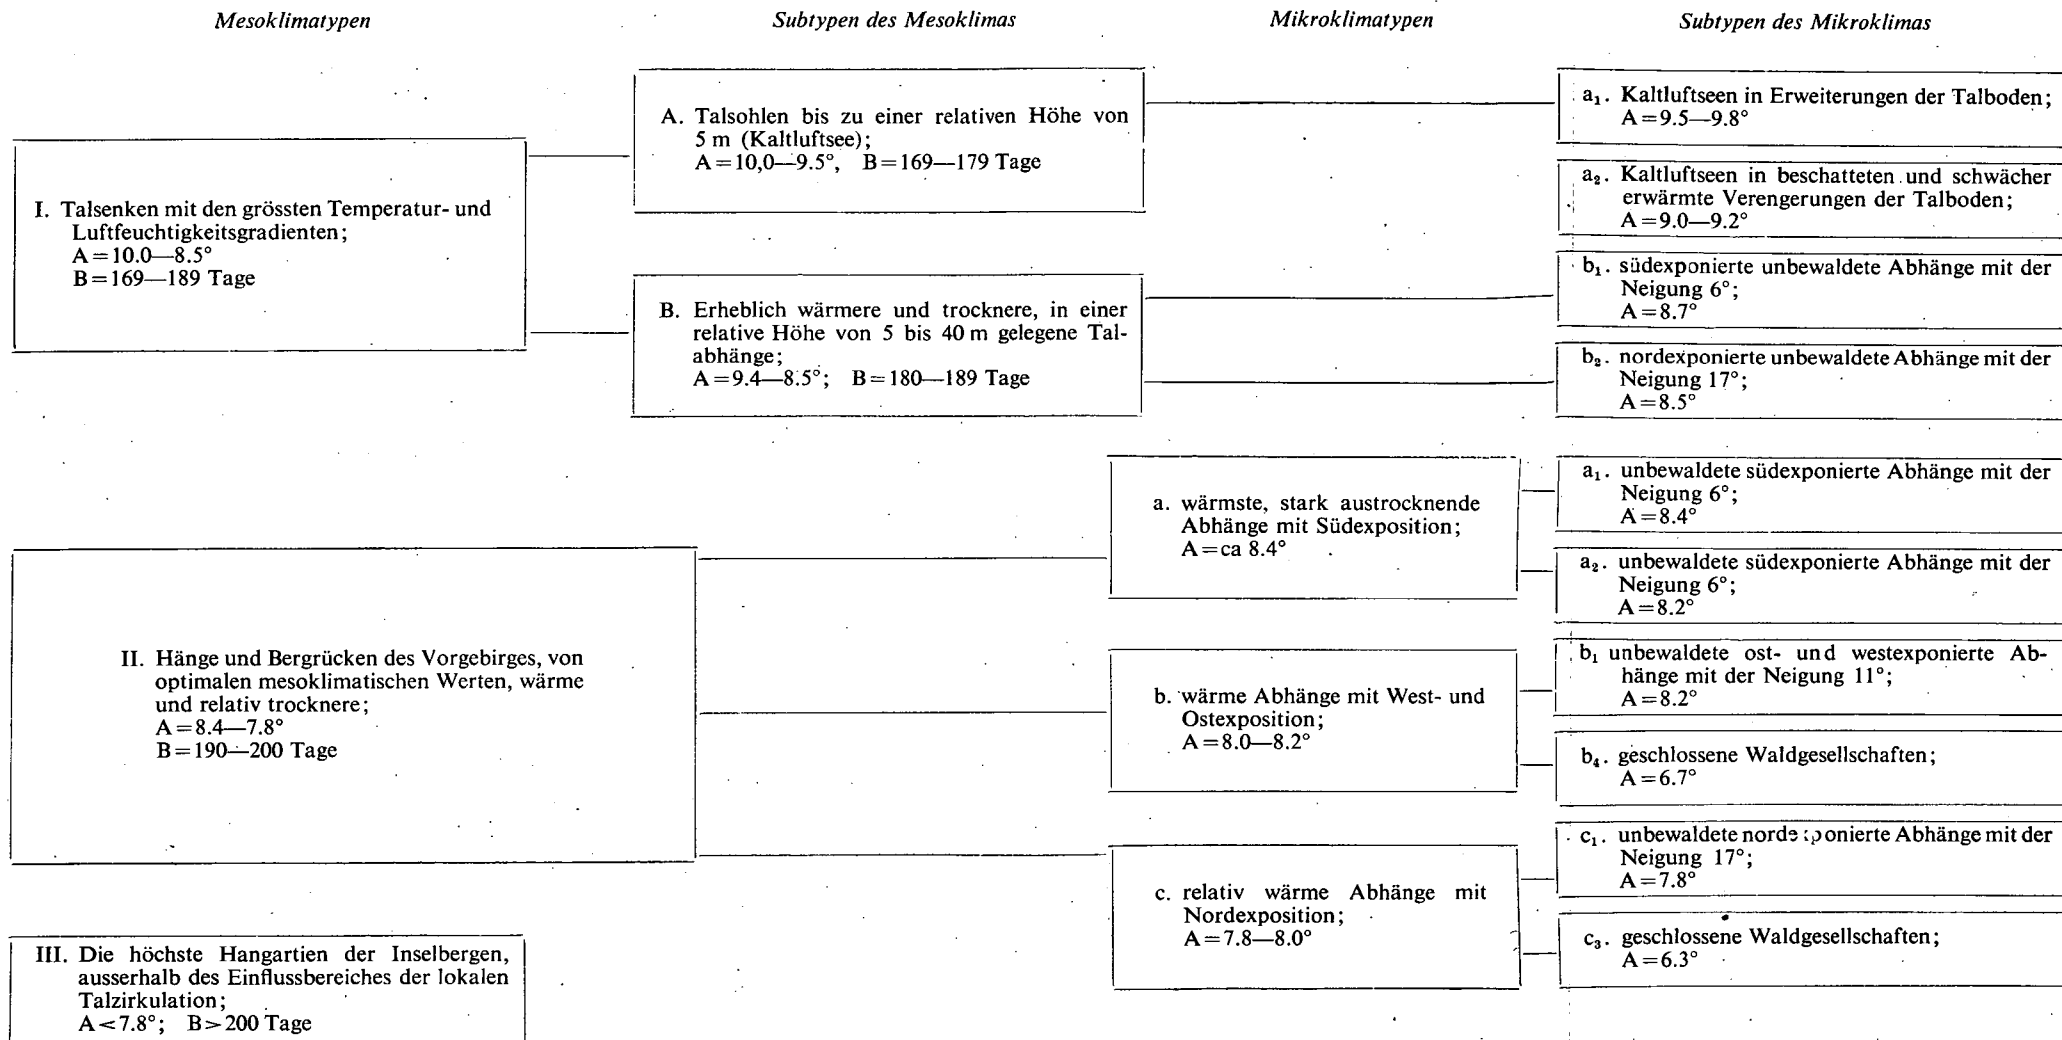 Mesoklimatypen
Subtypen des Mesoklimas
Mikroklimatypen
Subtypen des Mikroklimas
I. Talsenken mit den grössten Temperatur- und
Luftfeuchtigkeitsgradienten;
A=10.0—8.5°
B=169—189 Tage
A. Talsohlen bis zu einer relativen Höhe von
5 m (Kaltluftsee);
A=10,0—9.5°, B=169—179 Tage
a₁. Kaltluftseen in Erweiterungen der Talboden;
A=9.5—9.8°
a₂. Kaltluftseen in beschatteten und schwächer
erwärmte Verengerungen der Talboden;
A=9.0—9.2°
B. Erheblich wärmere und trocknere, in einer
relative Höhe von 5 bis 40 m gelegene Tal-
abhänge;
A=9.4—8.5°; B=180—189 Tage
b₁. südexponierte unbewaldete Abhänge mit der
Neigung 6°;
A=8.7°
b₂. nordexponierte unbewaldete Abhänge mit der
Neigung 17°;
A=8.5°
II. Hänge und Bergrücken des Vorgebirges, von
optimalen mesoklimatischen Werten, wärme
und relativ trocknere;
A=8.4—7.8°
B=190—200 Tage
a. wärmste, stark austrocknende
Abhänge mit Südexposition;
A=ca 8.4°
a₁. unbewaldete südexponierte Abhänge mit der
Neigung 6°;
A=8.4°
a₂. unbewaldete südexponierte Abhänge mit der
Neigung 6°;
A=8.2°
b. wärme Abhänge mit West- und
Ostexposition;
A=8.0—8.2°
b₁ unbewaldete ost- und westexponierte Ab-
hänge mit der Neigung 11°;
A=8.2°
b₄. geschlossene Waldgesellschaften;
A=6.7°
c. relativ wärme Abhänge mit
Nordexposition;
A=7.8—8.0°
c₁. unbewaldete nordexponierte Abhänge mit der
Neigung 17°;
A=7.8°
c₃. geschlossene Waldgesellschaften;
A=6.3°
III. Die höchste Hangartien der Inselbergen,
ausserhalb des Einflussbereiches der lokalen
Talzirkulation;
A<7.8°; B>200 Tage